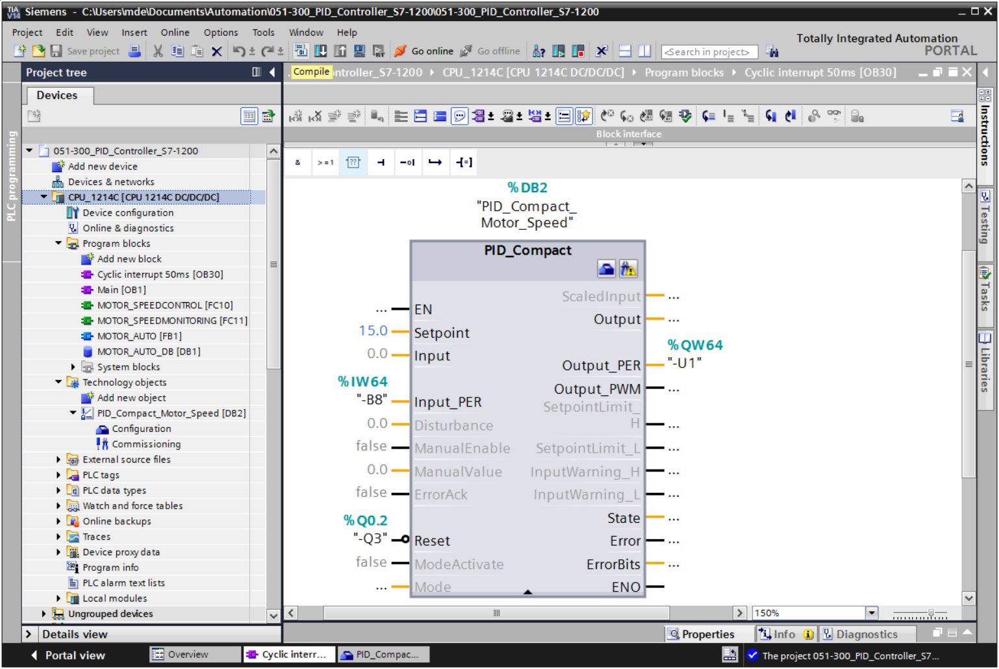 TIA V14 Siemens - C:\Users\mde\Documents\Automation\051-300_PID_Controller_S7-1200\051-300_PID_Controller_S7-1200
Project Edit View Insert Online Options Tools Window Help
Totally Integrated Automation
PORTAL
Save project
Go online
Go offline
<Search in project>
Project tree
Compile
ontroller_S7-1200 CPU_1214C [CPU 1214C DC/DC/DC] Program blocks Cyclic interrupt 50ms [OB30]
Devices
PLC programming
Block interface
051-300_PID_Controller_S7-1200
Add new device
Devices & networks
CPU_1214C [CPU 1214C DC/DC/DC]
Device configuration
Online & diagnostics
Program blocks
Add new block
Cyclic interrupt 50ms [OB30]
Main [OB1]
MOTOR_SPEEDCONTROL [FC10]
MOTOR_SPEEDMONITORING [FC11]
MOTOR_AUTO [FB1]
MOTOR_AUTO_DB [DB1]
System blocks
Technology objects
Add new object
PID_Compact_Motor_Speed [DB2]
Configuration
Commissioning
External source files
PLC tags
PLC data types
Watch and force tables
Online backups
Traces
Device proxy data
Program info
PLC alarm text lists
Local modules
Ungrouped devices
Details view
& >=1 ?? -[=]
%DB2
"PID_Compact_
Motor_Speed"
PID_Compact
... EN
15.0 Setpoint
0.0 Input
%IW64
"-B8" Input_PER
0.0 Disturbance
false ManualEnable
0.0 ManualValue
false ErrorAck
%Q0.2
"-Q3" Reset
false ModeActivate
... Mode
ScaledInput ...
Output ...
%QW64
Output_PER "-U1"
Output_PWM ...
SetpointLimit_
H ...
SetpointLimit_L ...
InputWarning_H ...
InputWarning_L ...
State ...
Error ...
ErrorBits ...
ENO
150%
Properties Info Diagnostics
Instructions
Testing
Tasks
Libraries
Portal view Overview Cyclic interr... PID_Compac... The project 051-300_PID_Controller_S7...